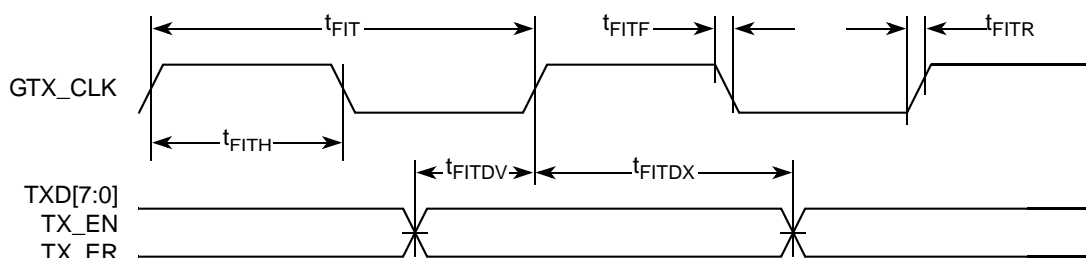 tFIT tFITF tFITR
GTX_CLK
tFITH
tFITDV tFITDX
TXD[7:0]
TX_EN
TX_ER